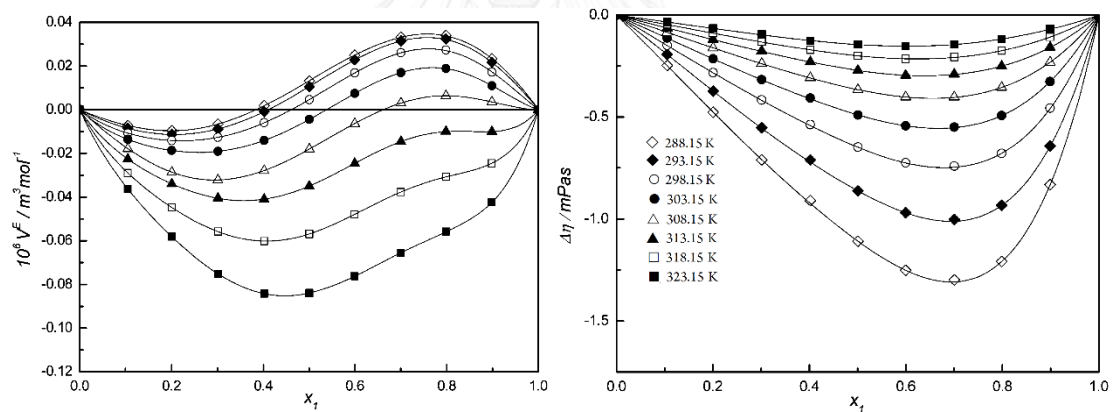 0.04
0.02
0.00
-0.02
-0.04
-0.06
-0.08
-0.10
-0.12
10⁶ Vᴱ / m³mol⁻¹
0.0 0.2 0.4 0.6 0.8 1.0
x₁
0.0
-0.5
-1.0
-1.5
Δη / mPas
288.15 K
293.15 K
298.15 K
303.15 K
308.15 K
313.15 K
318.15 K
323.15 K
0.0 0.2 0.4 0.6 0.8 1.0
x₁